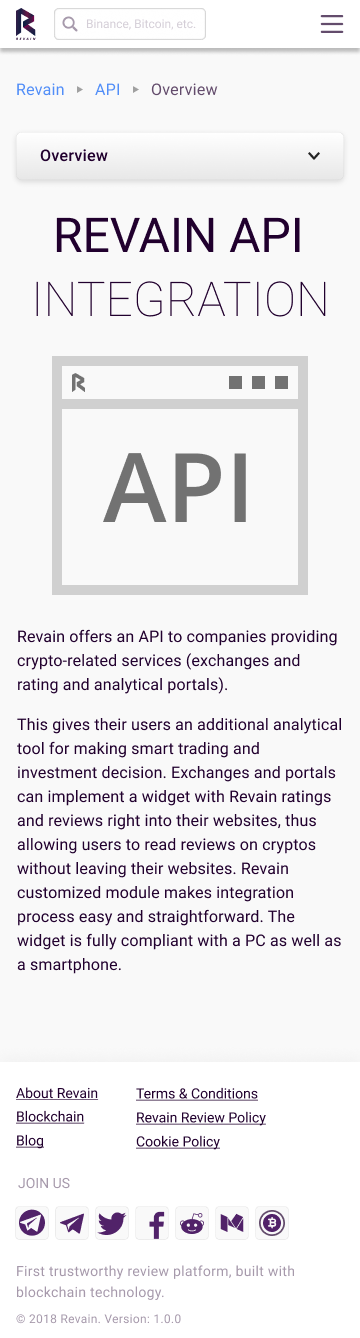 REVAIN
Binance, Bitcoin, etc.
Revain
API
Overview
Overview
REVAIN API
INTEGRATION
API
Revain offers an API to companies providing
crypto-related services (exchanges and
rating and analytical portals).
This gives their users an additional analytical
tool for making smart trading and
investment decision. Exchanges and portals
can implement a widget with Revain ratings
and reviews right into their websites, thus
allowing users to read reviews on cryptos
without leaving their websites. Revain
customized module makes integration
process easy and straightforward. The
widget is fully compliant with a PC as well as
a smartphone.
About Revain
Blockchain
Blog
Terms & Conditions
Revain Review Policy
Cookie Policy
JOIN US
First trustworthy review platform, built with
blockchain technology.
© 2018 Revain. Version: 1.0.0